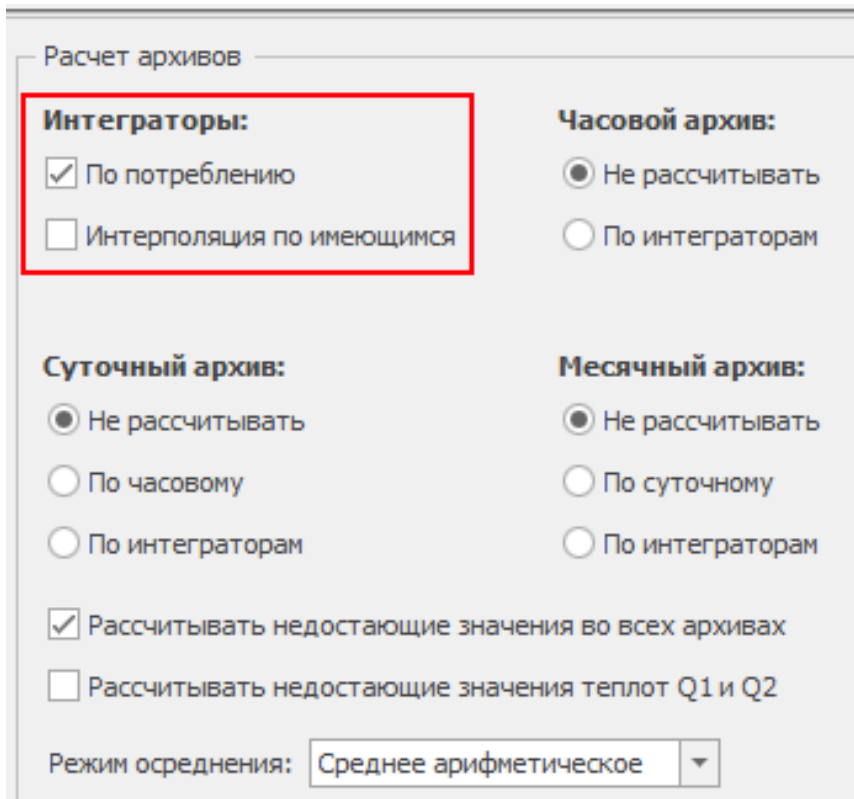 Расчет архивов
Интеграторы:
По потреблению
Интерполяция по имеющимся
Часовой архив:
Не рассчитывать
По интеграторам
Суточный архив:
Не рассчитывать
По часовому
По интеграторам
Месячный архив:
Не рассчитывать
По суточному
По интеграторам
Рассчитывать недостающие значения во всех архивах
Рассчитывать недостающие значения теплот Q1 и Q2
Режим осреднения: Среднее арифметическое